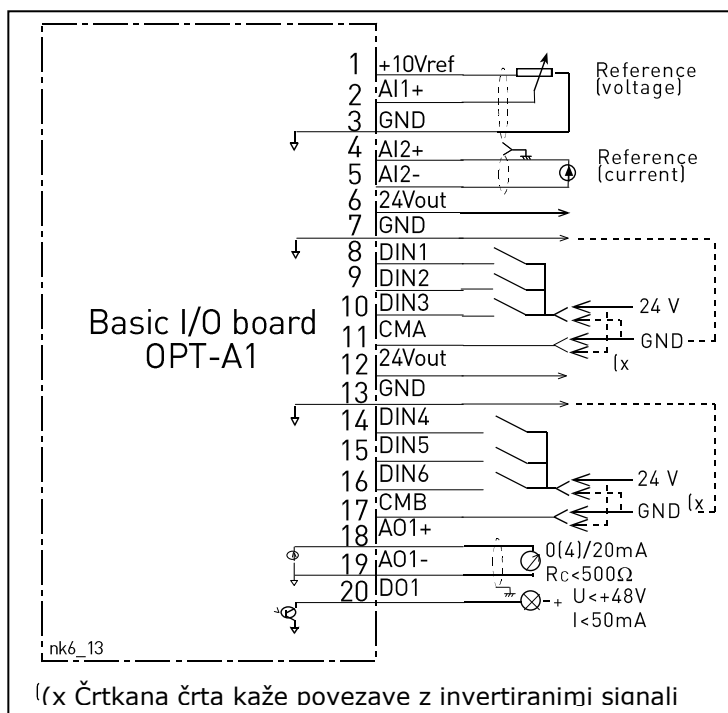 1 +10Vref
2 AI1+
Reference
(voltage)
3 GND
4 AI2+
5 AI2-
Reference
(current)
6 24Vout
7 GND
8 DIN1
9 DIN2
10 DIN3
24 V
11 CMA
GND
(x
12 24Vout
13 GND
14 DIN4
15 DIN5
16 DIN6
24 V
17 CMB
GND (x
18 AO1+
0(4)/20mA
19 AO1-
RC<500Ω
20 DO1
+ U<+48V
I<50mA
Basic I/O board
OPT-A1
nk6_13
((x Črtkana črta kaže povezave z invertiranimi signali